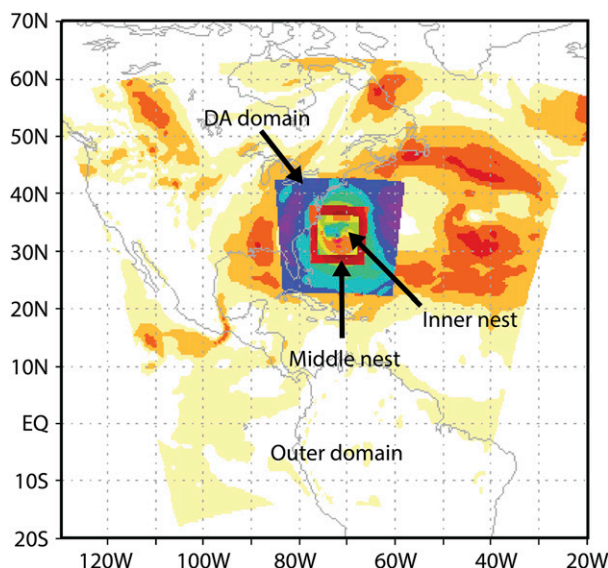 70N
60N
DA domain
50N
40N
30N
20N
Inner nest
Middle nest
10N
EQ
Outer domain
10S
20S
120W 100W 80W 60W 40W 20W